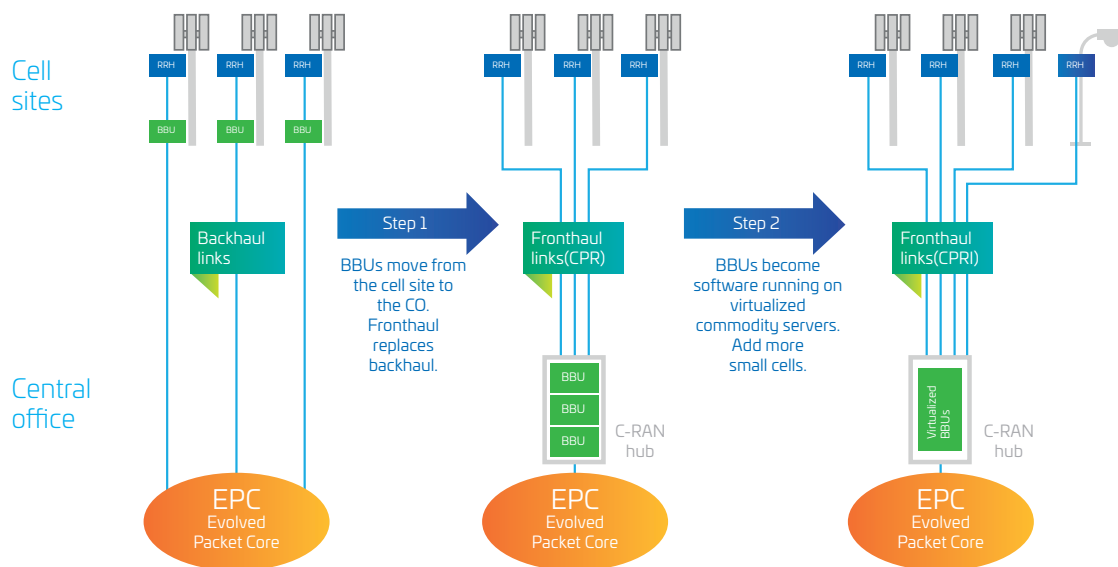 Cell
sites
RRH
RRH
RRH
BBU
BBU
BBU
Backhaul
links
EPC
Evolved
Packet Core
Step 1
BBUs move from
the cell site to
the CO.
Fronthaul
replaces
backhaul.
RRH
RRH
RRH
Fronthaul
links(CPR)
BBU
BBU
BBU
C-RAN
hub
EPC
Evolved
Packet Core
Step 2
BBUs become
software running on
virtualized
commodity servers.
Add more
small cells.
RRH
RRH
RRH
RRH
Fronthaul
links(CPRI)
Virtualized
BBUs
C-RAN
hub
EPC
Evolved
Packet Core
Central
office